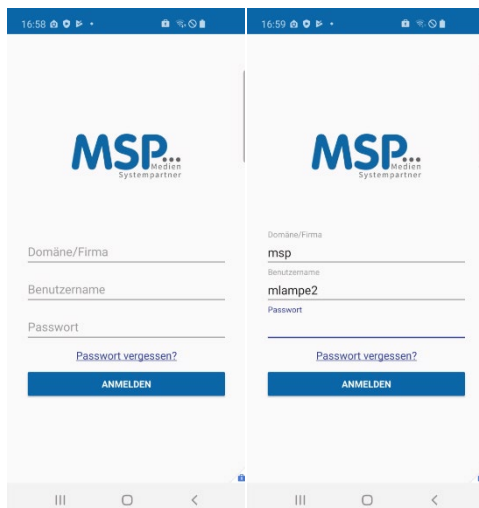 16:58
MSP...
Medien
Systempartner
Domäne/Firma
Benutzername
Passwort
Passwort vergessen?
ANMELDEN
16:59
MSP...
Medien
Systempartner
Domäne/Firma
msp
Benutzername
mlampe2
Passwort
Passwort vergessen?
ANMELDEN